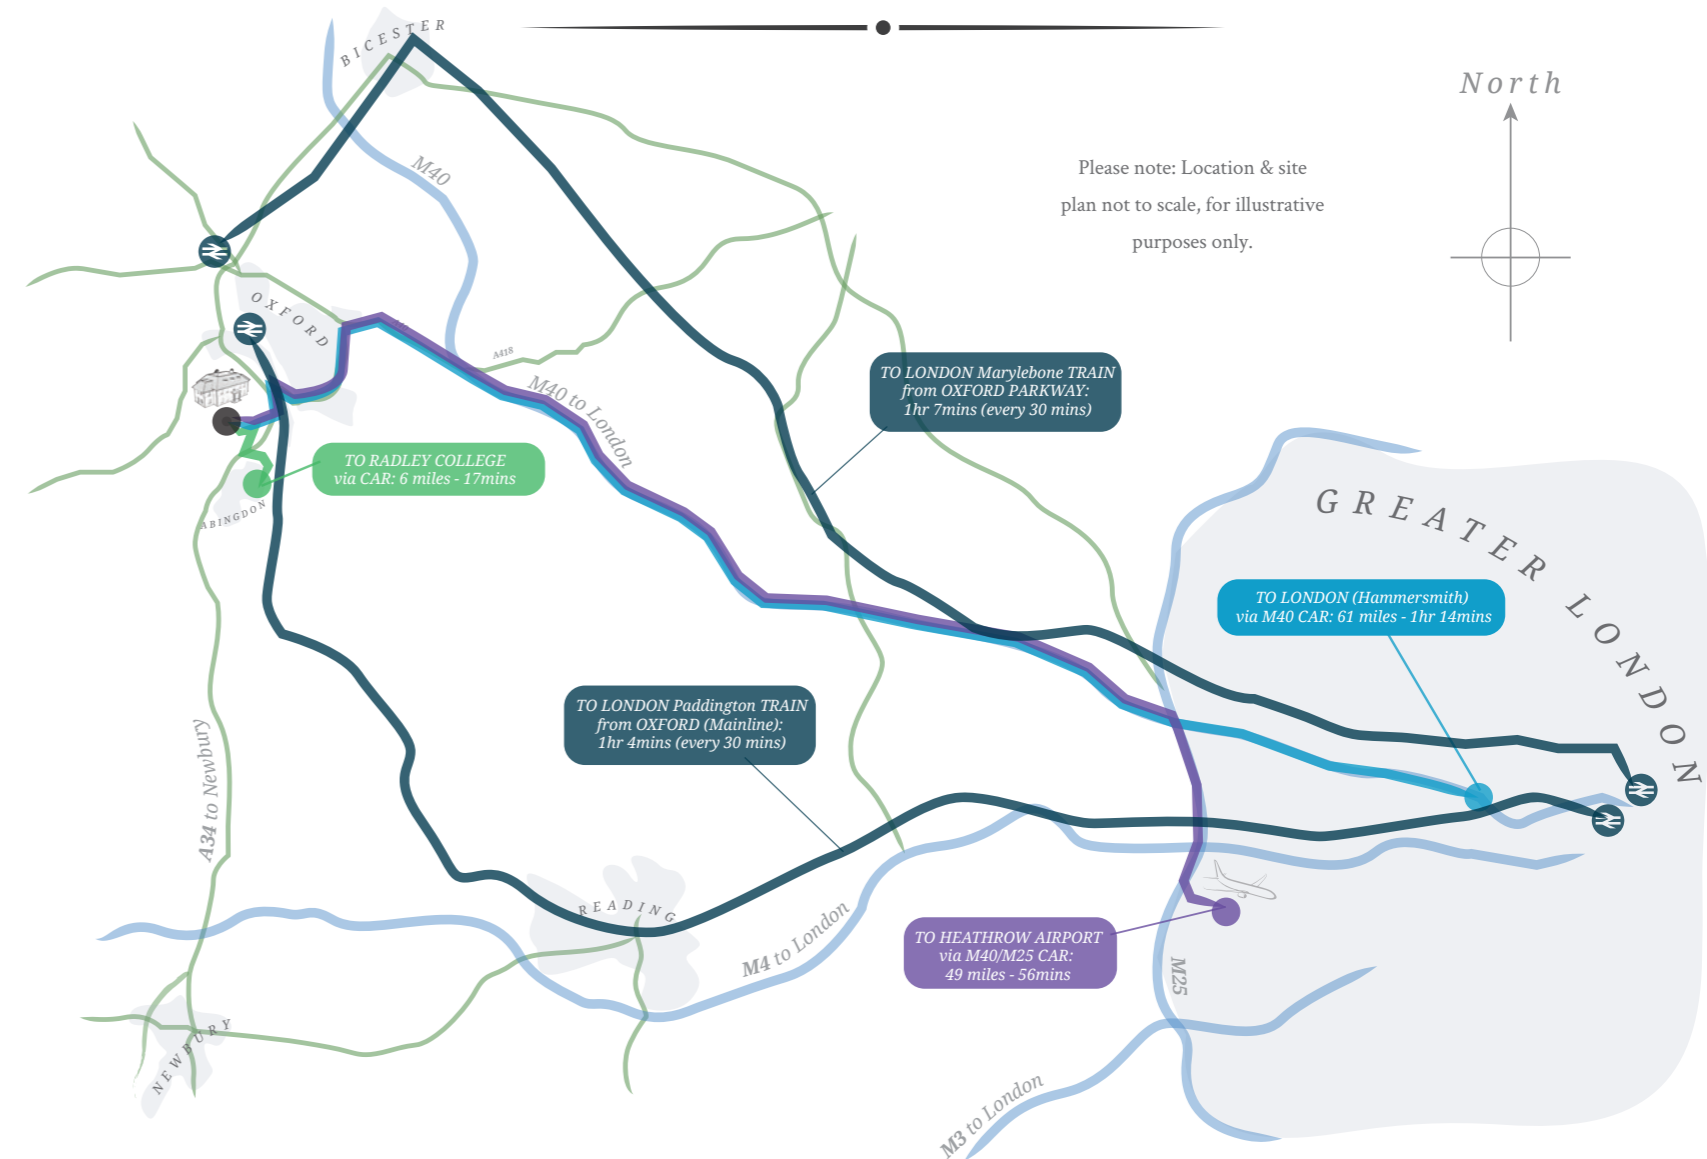 BICESTER
North
M40
Please note: Location & site
plan not to scale, for illustrative
purposes only.
OXFORD
A418
M40 to London
TO LONDON Marylebone TRAIN
from OXFORD PARKWAY:
1hr 7mins (every 30 mins)
TO RADLEY COLLEGE
via CAR: 6 miles - 17mins
ABINGDON
GREATER LONDON
TO LONDON (Hammersmith)
via M40 CAR: 61 miles - 1hr 14mins
TO LONDON Paddington TRAIN
from OXFORD (Mainline):
1hr 4mins (every 30 mins)
A34 to Newbury
READING
M4 to London
TO HEATHROW AIRPORT
via M40/M25 CAR:
49 miles - 56mins
M25
NEWBURY
M3 to London